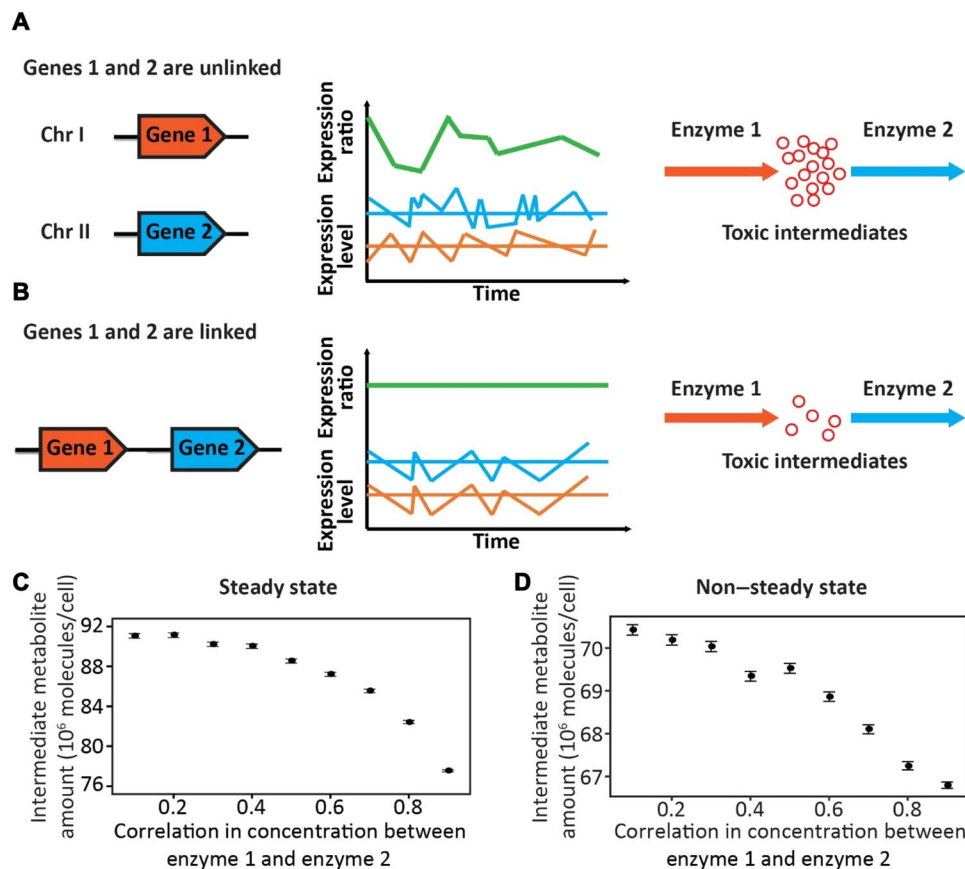 A
Genes 1 and 2 are unlinked
Chr I
Gene 1
Chr II
Gene 2
Expression
ratio
Expression
level
Time
Enzyme 1
Enzyme 2
Toxic intermediates
B
Genes 1 and 2 are linked
Gene 1
Gene 2
Expression
ratio
Expression
level
Time
Enzyme 1
Enzyme 2
Toxic intermediates
C
Steady state
Intermediate metabolite
amount (10⁶ molecules/cell)
92
88
84
80
76
0.2
0.4
0.6
0.8
Correlation in concentration between
enzyme 1 and enzyme 2
D
Non–steady state
Intermediate metabolite
amount (10⁶ molecules/cell)
70
69
68
67
0.2
0.4
0.6
0.8
Correlation in concentration between
enzyme 1 and enzyme 2